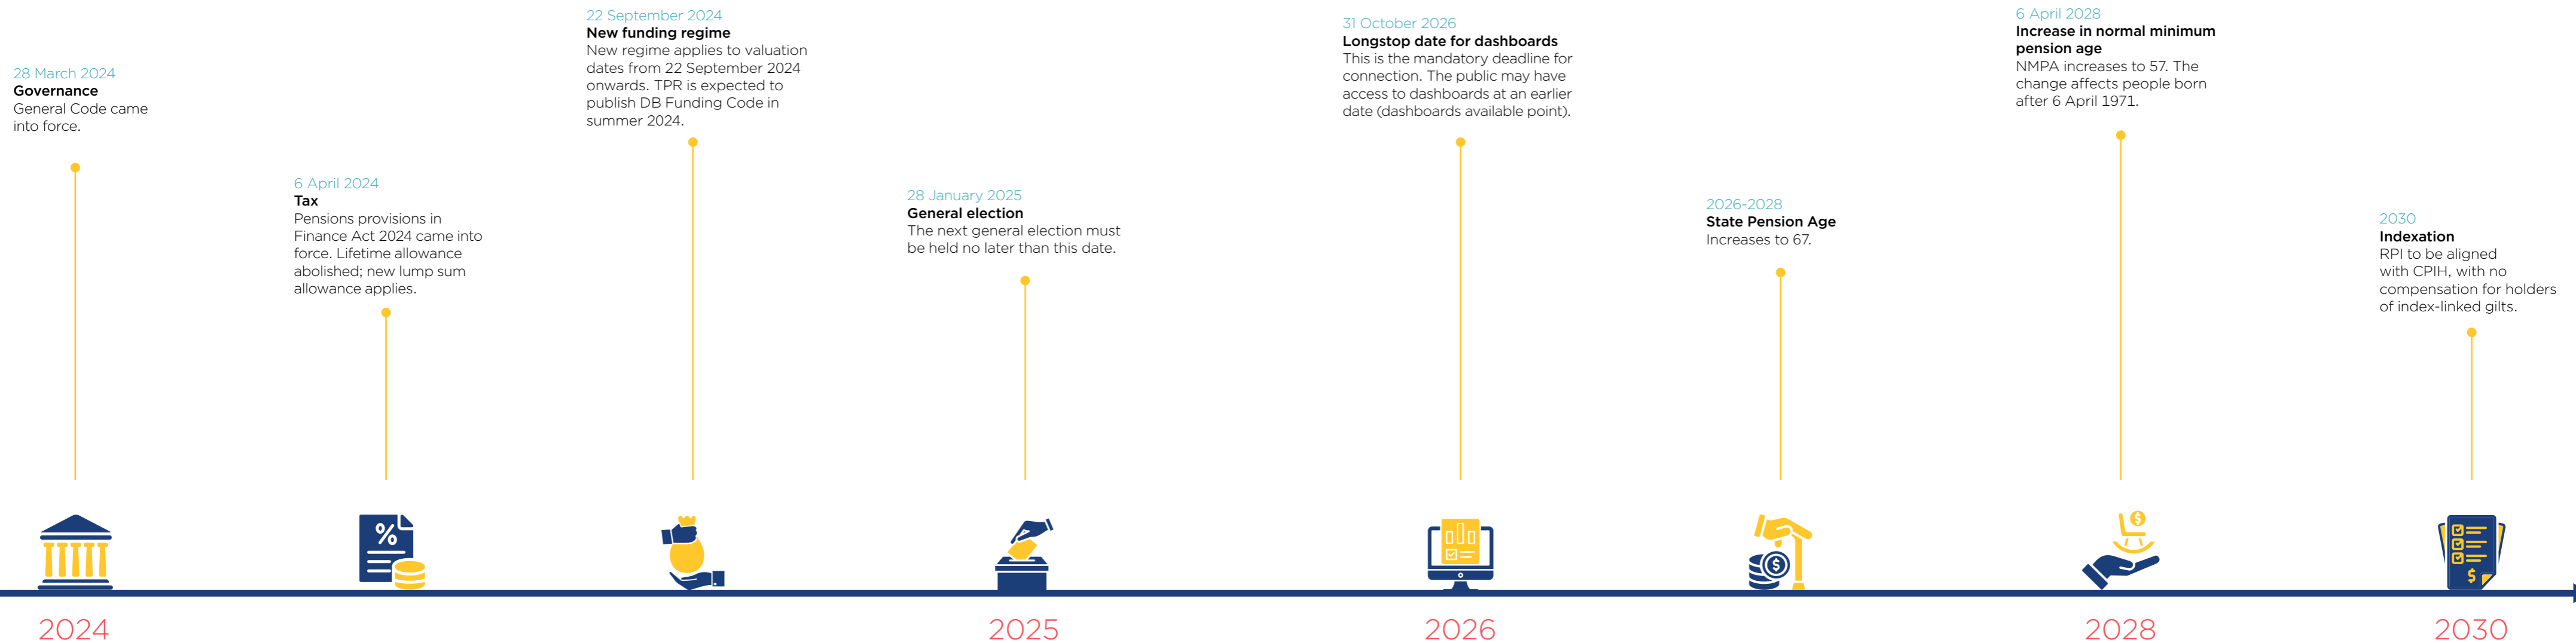 28 March 2024
Governance
General Code came
into force.
6 April 2024
Tax
Pensions provisions in
Finance Act 2024 came into
force. Lifetime allowance
abolished; new lump sum
allowance applies.
22 September 2024
New funding regime
New regime applies to valuation
dates from 22 September 2024
onwards. TPR is expected to
publish DB Funding Code in
summer 2024.
28 January 2025
General election
The next general election must
be held no later than this date.
31 October 2026
Longstop date for dashboards
This is the mandatory deadline for
connection. The public may have
access to dashboards at an earlier
date (dashboards available point).
2026-2028
State Pension Age
Increases to 67.
6 April 2028
Increase in normal minimum
pension age
NMPA increases to 57. The
change affects people born
after 6 April 1971.
2030
Indexation
RPI to be aligned
with CPIH, with no
compensation for holders
of index-linked gilts.
%
$
$
$
2024
2025
2026
2028
2030